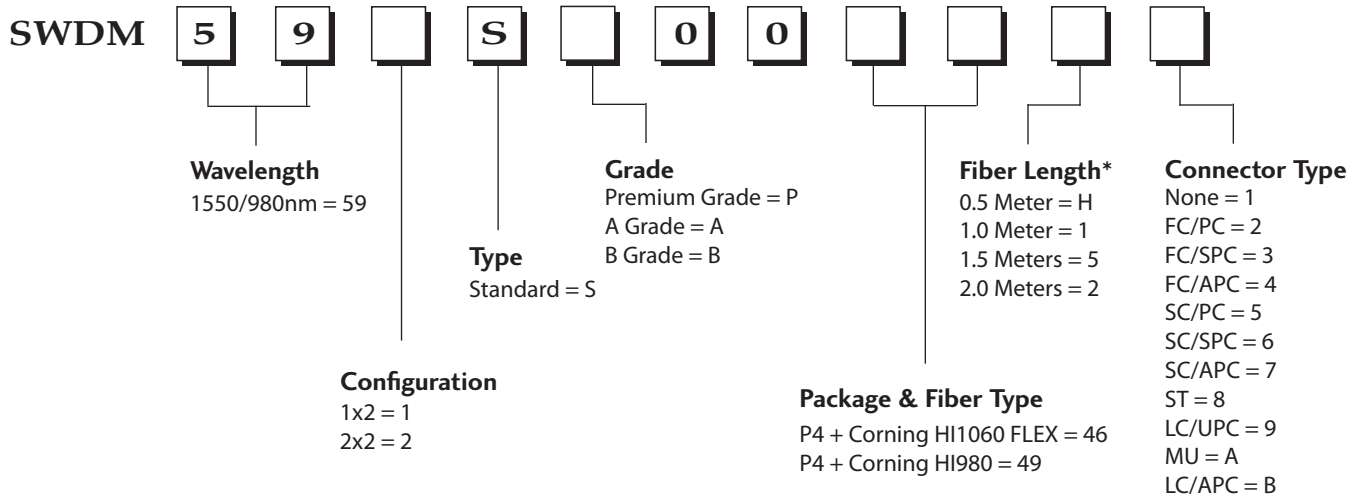 SWDM 5 9 S 0 0
Wavelength
1550/980nm = 59
Configuration
1x2 = 1
2x2 = 2
Type
Standard = S
Grade
Premium Grade = P
A Grade = A
B Grade = B
Package & Fiber Type
P4 + Corning HI1060 FLEX = 46
P4 + Corning HI980 = 49
Fiber Length*
0.5 Meter = H
1.0 Meter = 1
1.5 Meters = 5
2.0 Meters = 2
Connector Type
None = 1
FC/PC = 2
FC/SPC = 3
FC/APC = 4
SC/PC = 5
SC/SPC = 6
SC/APC = 7
ST = 8
LC/UPC = 9
MU = A
LC/APC = B